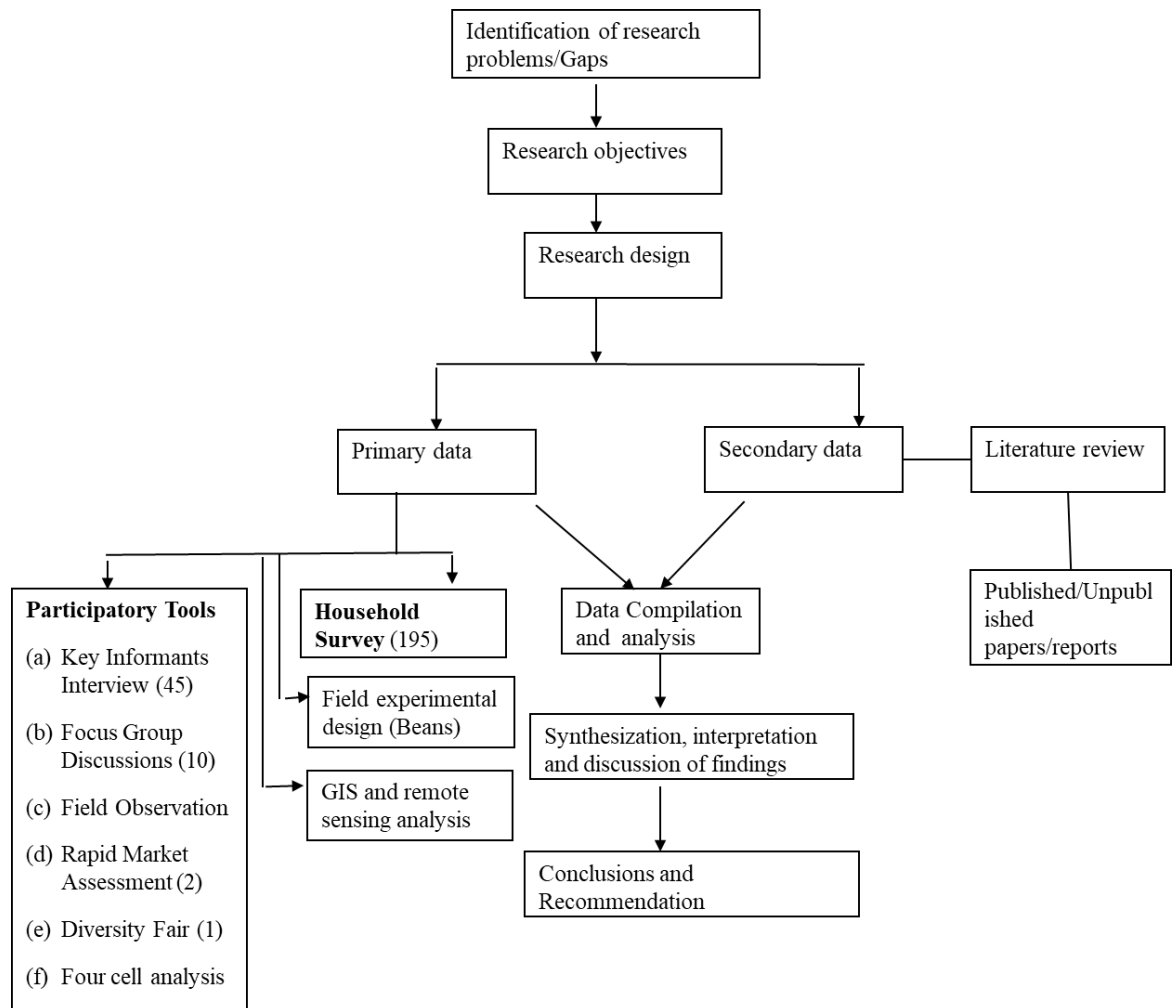 Identification of research
problems/Gaps
Research objectives
Research design
Primary data
Secondary data
Literature review
Participatory Tools
(a) Key Informants
Interview (45)
(b) Focus Group
Discussions (10)
(c) Field Observation
(d) Rapid Market
Assessment (2)
(e) Diversity Fair (1)
(f) Four cell analysis
Household
Survey (195)
Field experimental
design (Beans)
GIS and remote
sensing analysis
Data Compilation
and analysis
Published/Unpubl
ished
papers/reports
Synthesization, interpretation
and discussion of findings
Conclusions and
Recommendation